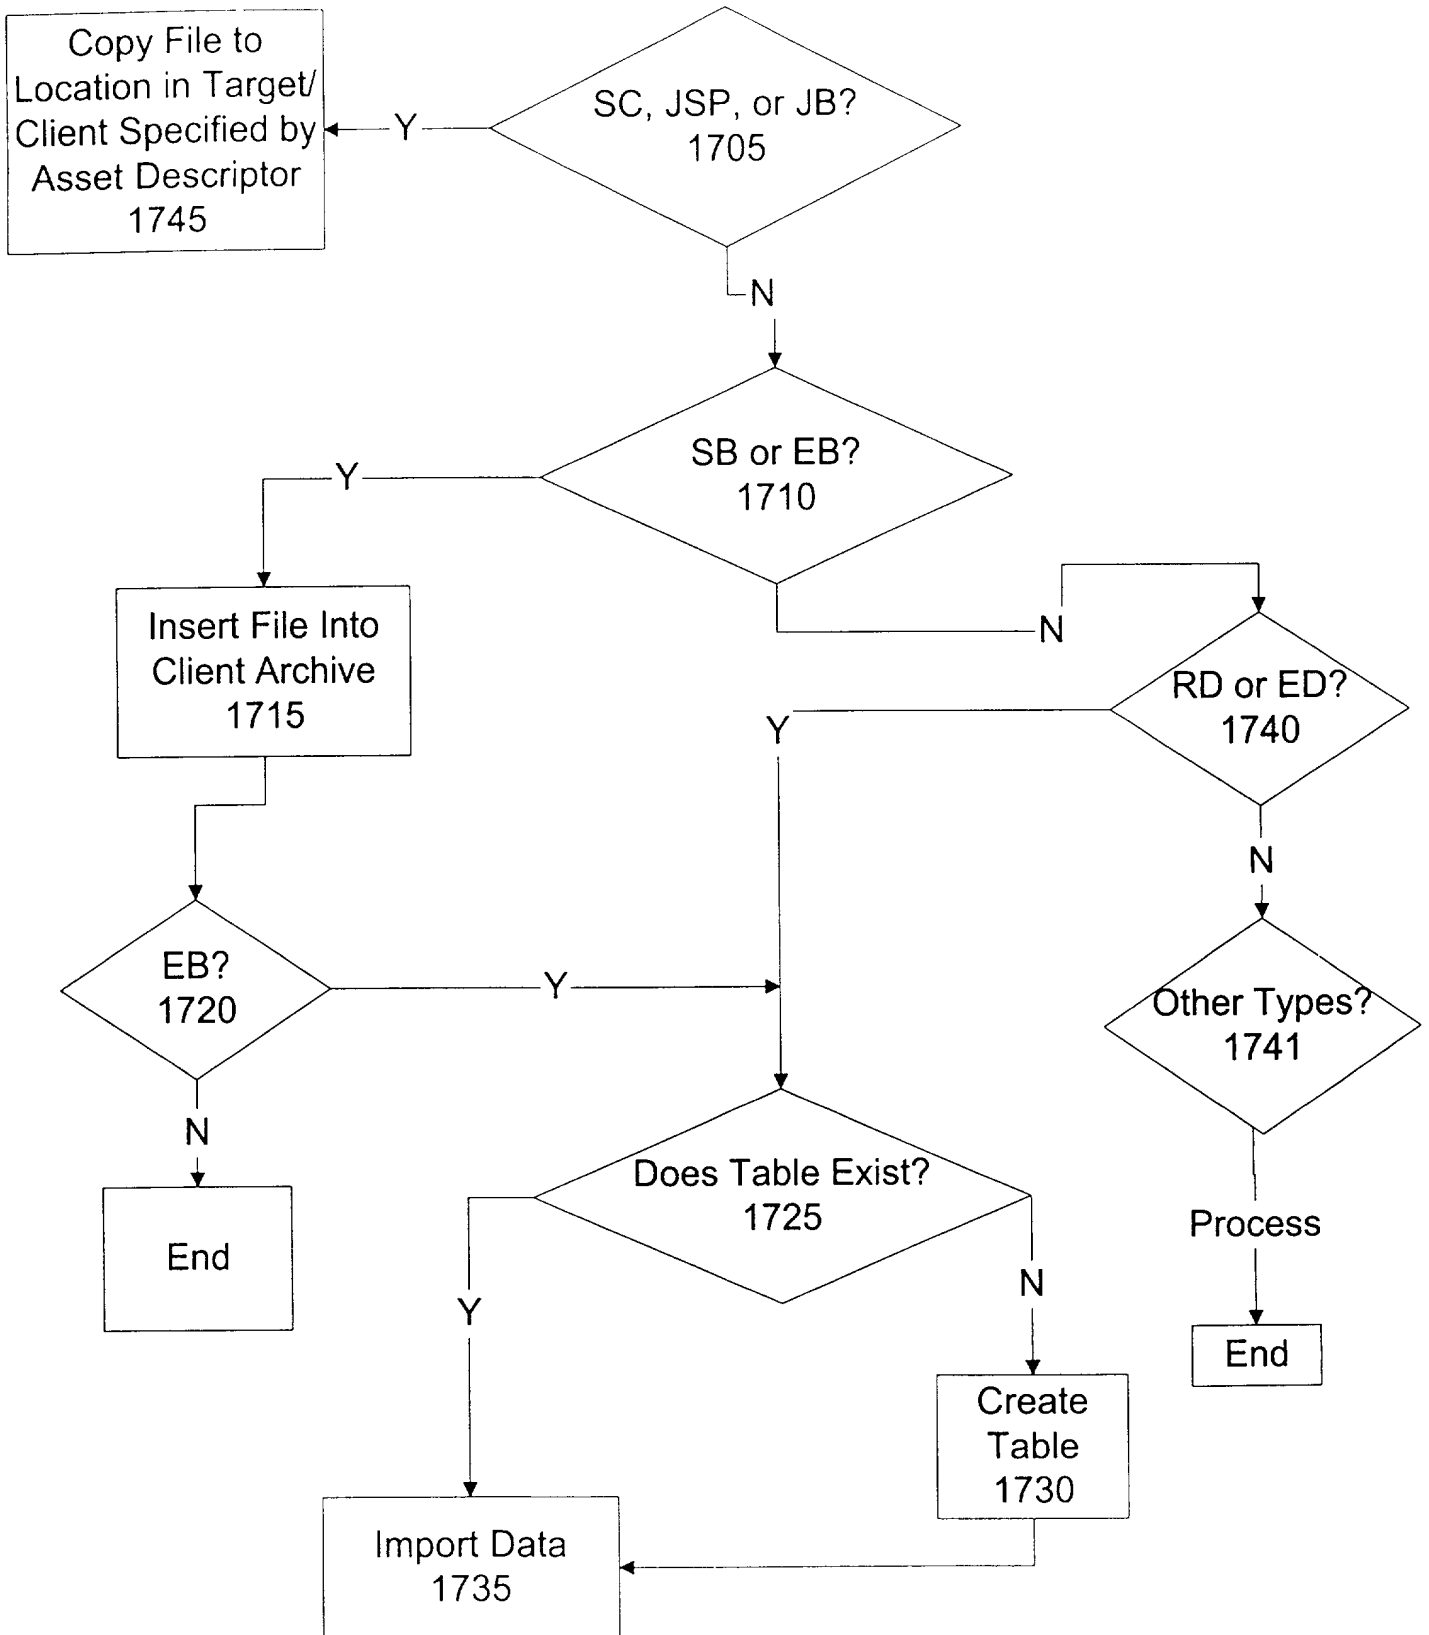 Copy File to
Location in Target/
Client Specified by
Asset Descriptor
1745
Y
SC, JSP, or JB?
1705
N
SB or EB?
1710
Y
N
Insert File Into
Client Archive
1715
RD or ED?
1740
Y
N
EB?
1720
Y
N
End
Other Types?
1741
Process
End
Does Table Exist?
1725
Y
N
Create
Table
1730
Import Data
1735